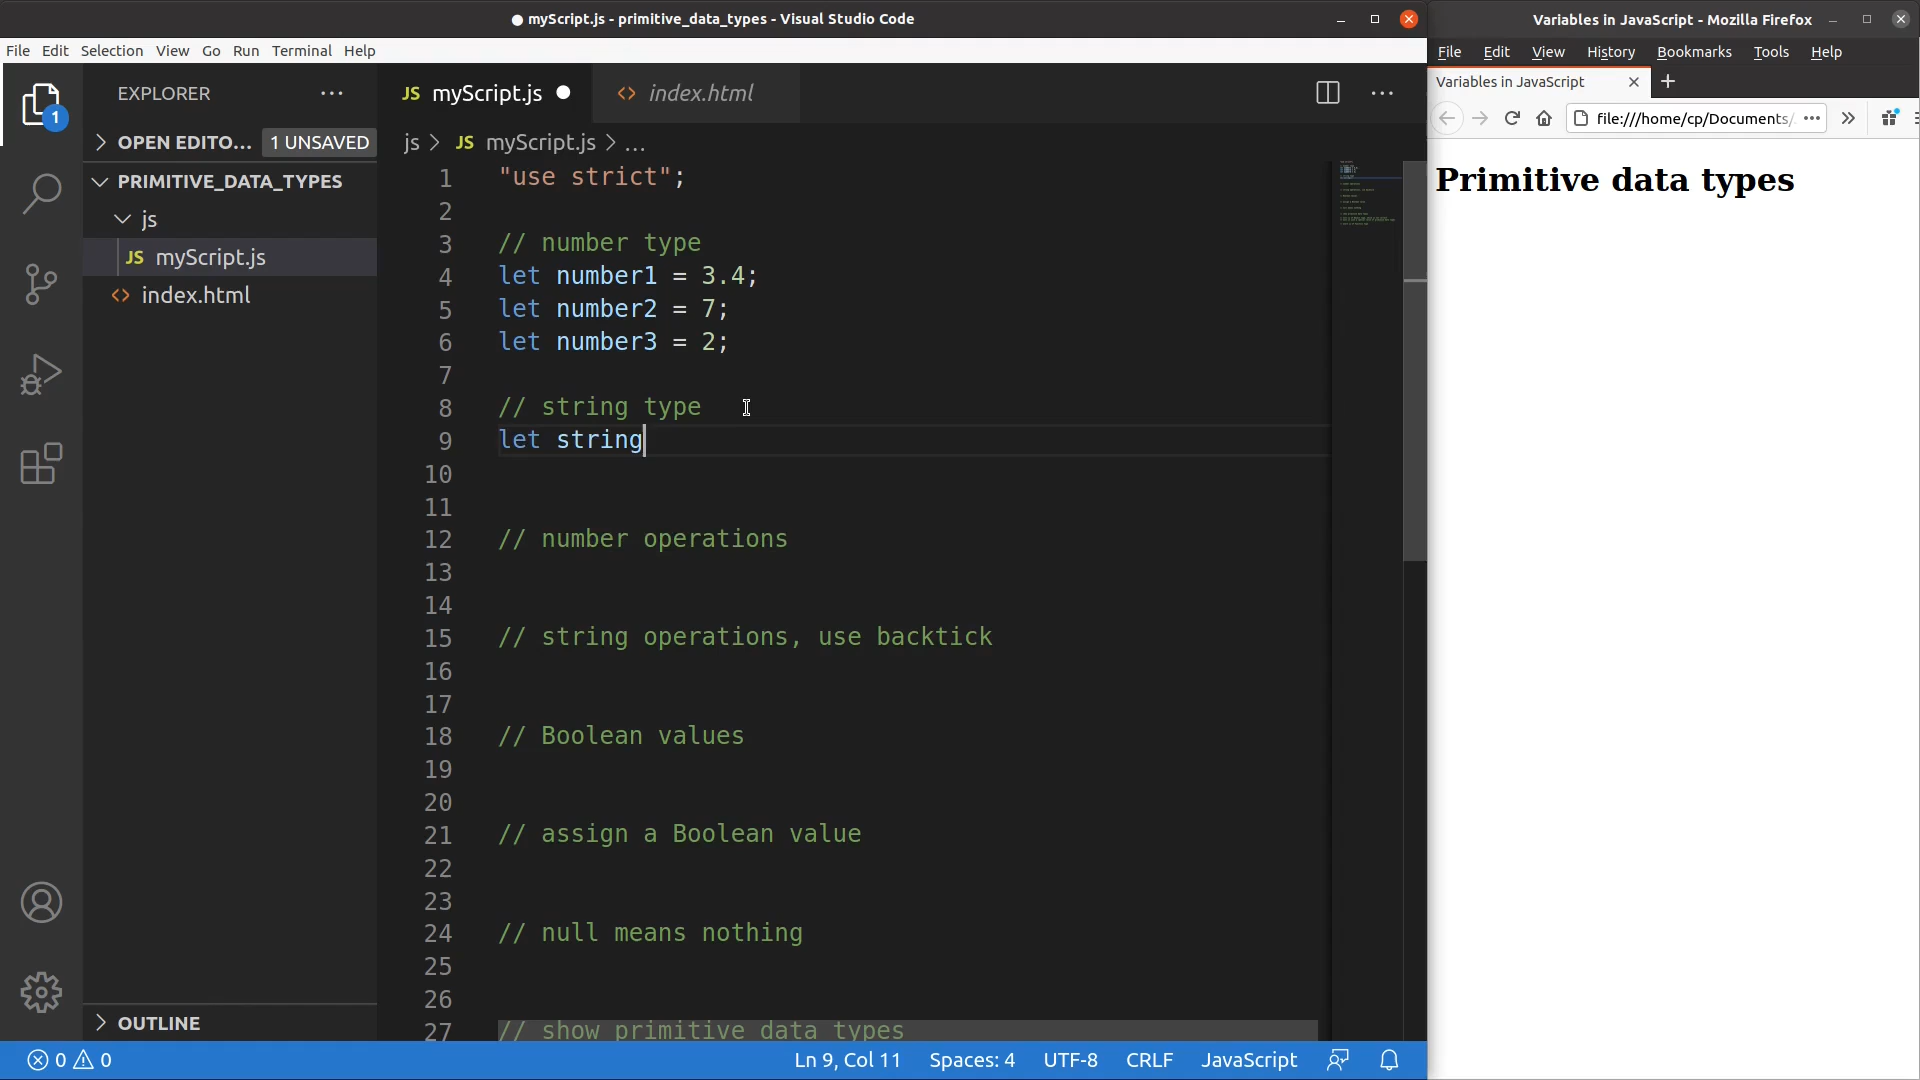 myScript.js - primitive_data_types - Visual Studio Code
File Edit Selection View Go Run Terminal Help
EXPLORER
OPEN EDITO... 1 UNSAVED
PRIMITIVE_DATA_TYPES
js
JS myScript.js
index.html
OUTLINE
1
JS myScript.js
index.html
js > JS myScript.js > ...
1 "use strict";
2
3 // number type
4 let number1 = 3.4;
5 let number2 = 7;
6 let number3 = 2;
7
8 // string type
9 let string
10
11
12 // number operations
13
14
15 // string operations, use backtick
16
17
18 // Boolean values
19
20
21 // assign a Boolean value
22
23
24 // null means nothing
25
26
27 // show primitive data types
0 0 Ln 9, Col 11 Spaces: 4 UTF-8 CRLF JavaScript
Variables in JavaScript - Mozilla Firefox
File Edit View History Bookmarks Tools Help
Variables in JavaScript
file:///home/cp/Documents/
Primitive data types